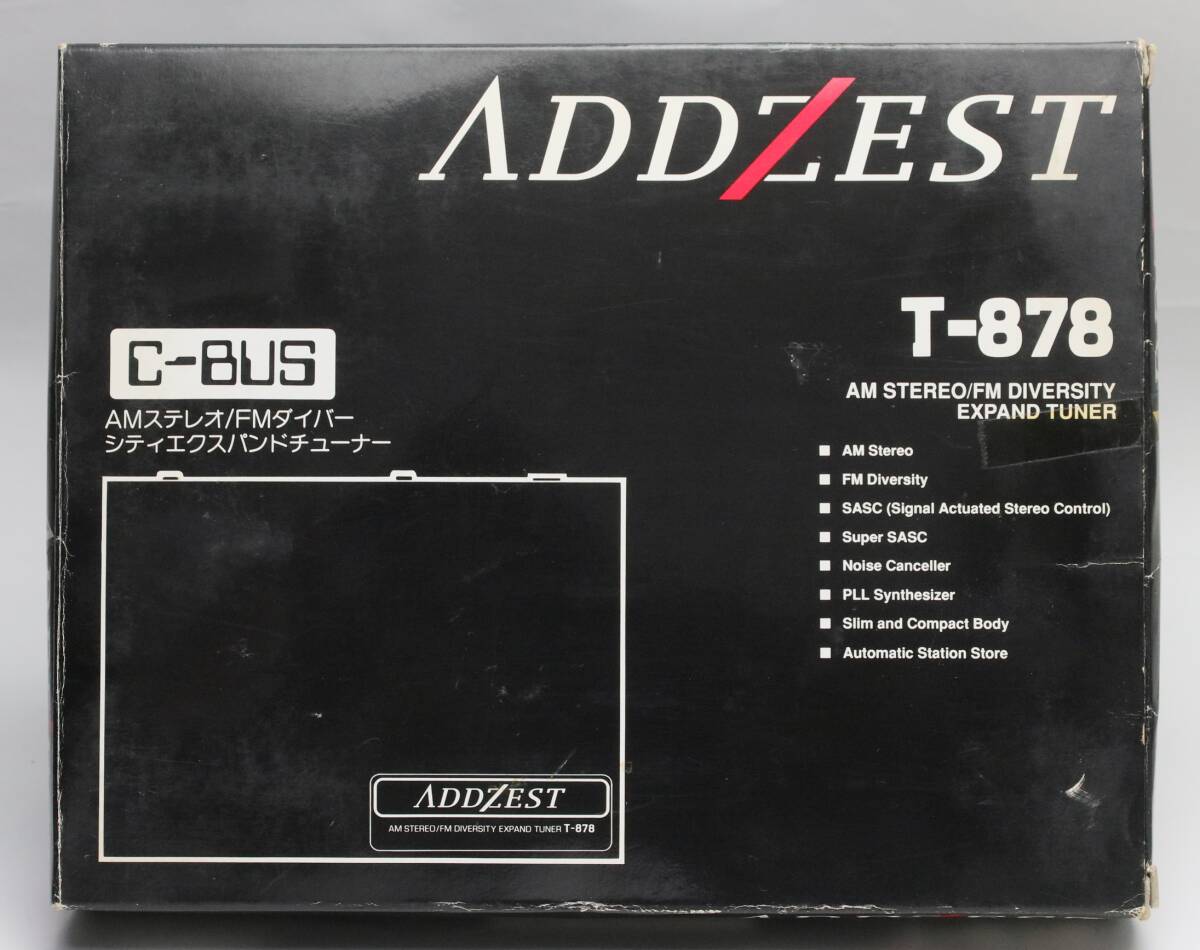 ADDZEST
T-878
AM STEREO/FM DIVERSITY
EXPAND TUNER
C-BUS
AMステレオ/FMダイバー
シティエクスパンドチューナー
■ AM Stereo
■ FM Diversity
■ SASC (Signal Actuated Stereo Control)
■ Super SASC
■ Noise Canceller
■ PLL Synthesizer
■ Slim and Compact Body
■ Automatic Station Store
ADDZEST
AM STEREO/FM DIVERSITY EXPAND TUNER T-878